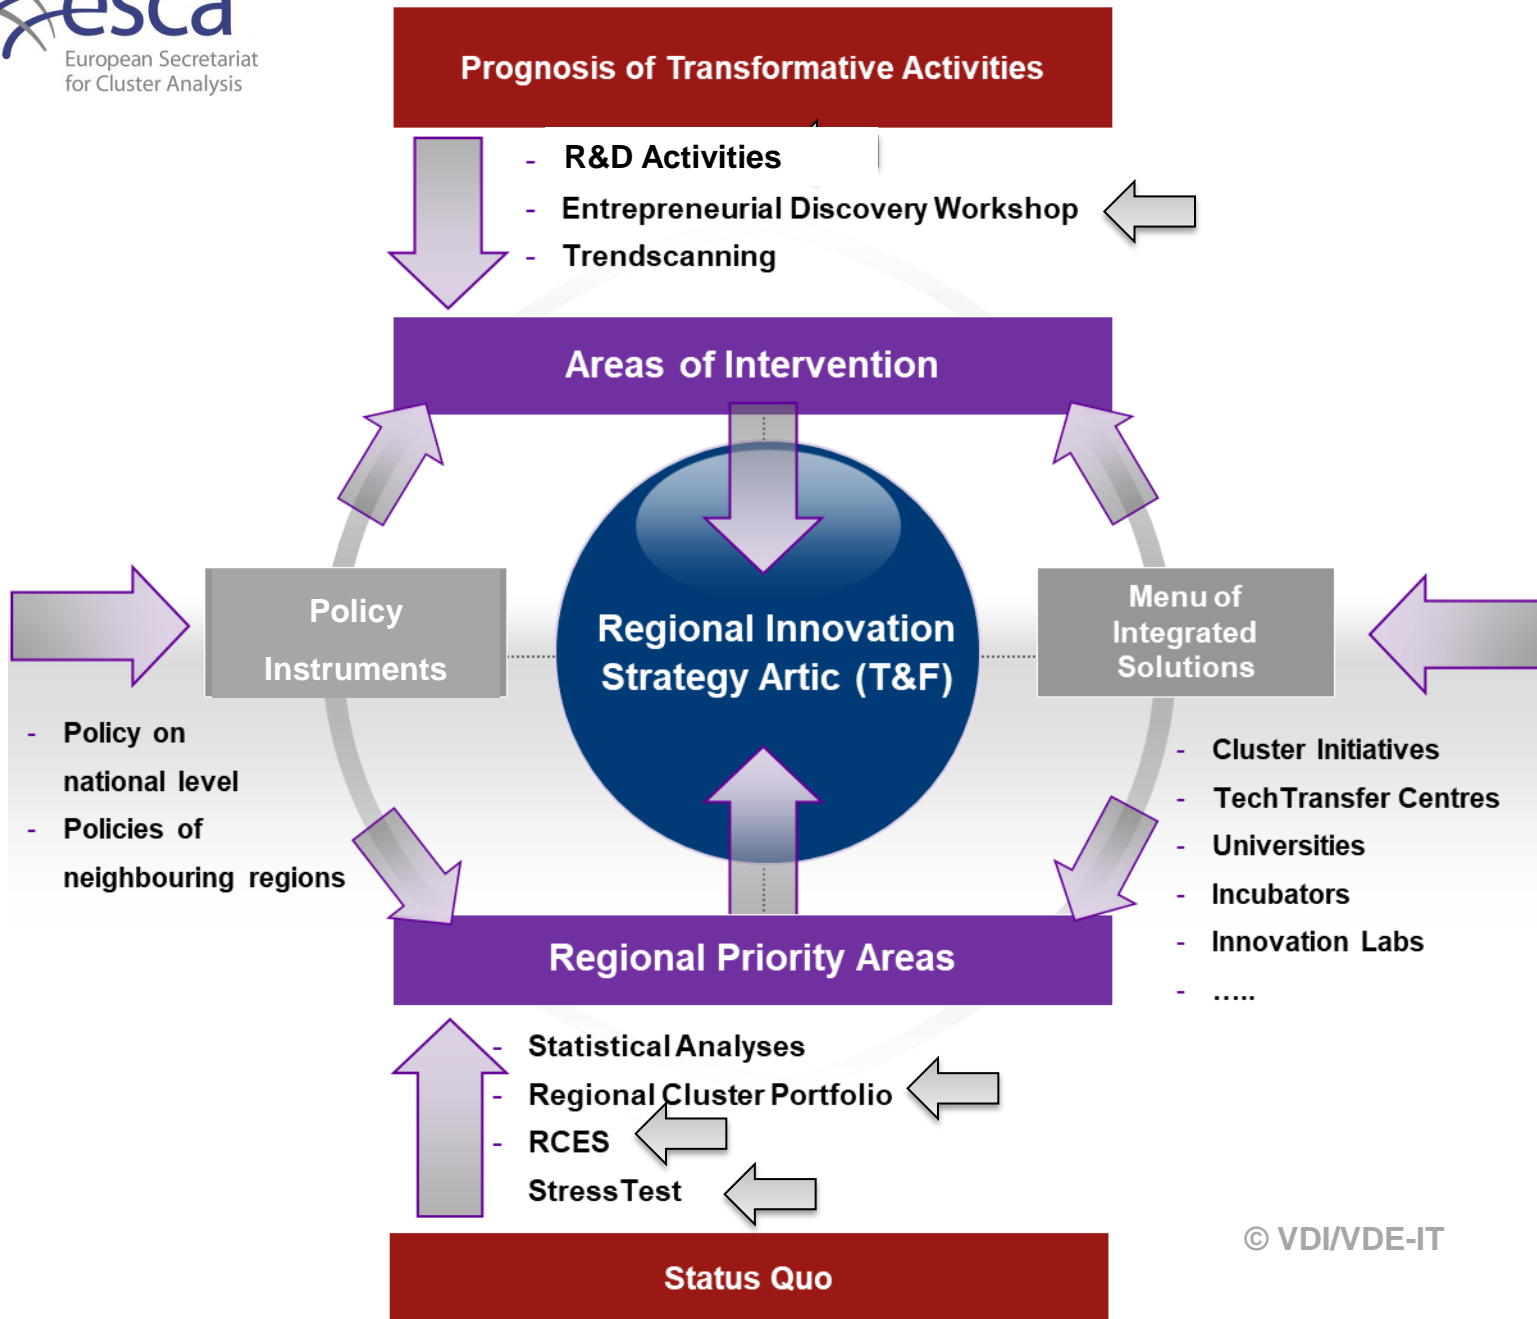 esca
European Secretariat
for Cluster Analysis
Prognosis of Transformative Activities
- R&D Activities
- Entrepreneurial Discovery Workshop
- Trendscanning
Areas of Intervention
Policy
Instruments
Regional Innovation
Strategy Artic (T&F)
Menu of
Integrated
Solutions
- Policy on
national level
- Policies of
neighbouring regions
- Cluster Initiatives
- TechTransfer Centres
- Universities
- Incubators
- Innovation Labs
- .....
Regional Priority Areas
- Statistical Analyses
- Regional Cluster Portfolio
- RCES
StressTest
© VDI/VDE-IT
Status Quo